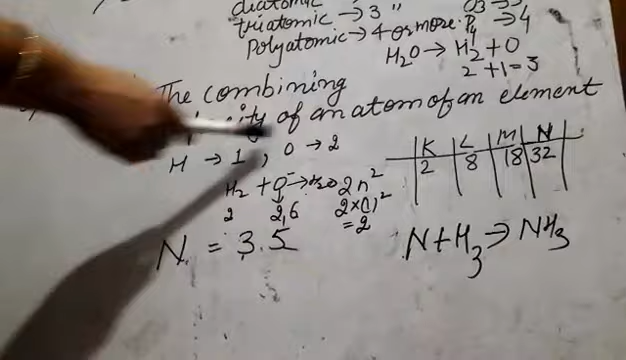 diatomic O3 → 3
triatomic → 3 "
Polyatomic → 4 or more. P4 → 4
H2O → H2 + O
2 + 1 = 3
The combining
of an atom of an element
H → 1, O → 2
K L M N
2 8 18 32
H2 + O → H2O 2n²
2 2,6 2×(1)²
= 2
N = 3.5
N + H3 → NH3